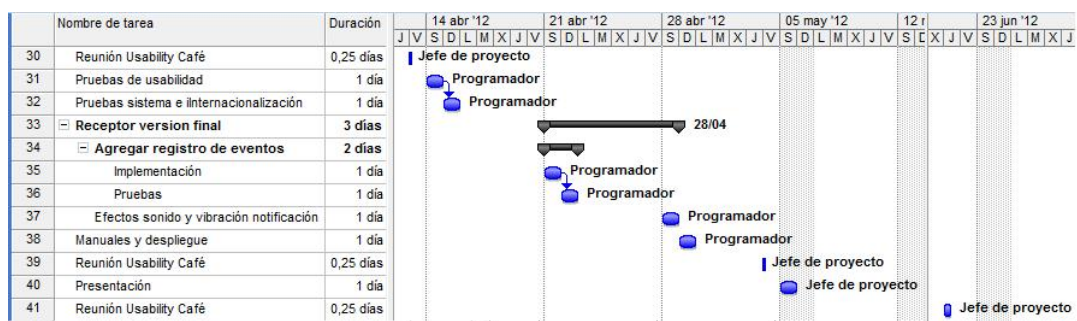 Nombre de tarea Duración 14 abr '12 21 abr '12 28 abr '12 05 may '12 12 r 23 jun '12
J V S D L M X J V S D L M X J V S D L M X J V S D L M X J V S D X J V S D L M X J
30 Reunión Usability Café 0,25 días Jefe de proyecto
31 Pruebas de usabilidad 1 día Programador
32 Pruebas sistema e iInternacionalización 1 día Programador
33 Receptor version final 3 días 28/04
34 Agregar registro de eventos 2 días
35 Implementación 1 día Programador
36 Pruebas 1 día Programador
37 Efectos sonido y vibración notificación 1 día Programador
38 Manuales y despliegue 1 día Programador
39 Reunión Usability Café 0,25 días Jefe de proyecto
40 Presentación 1 día Jefe de proyecto
41 Reunión Usability Café 0,25 días Jefe de proyecto